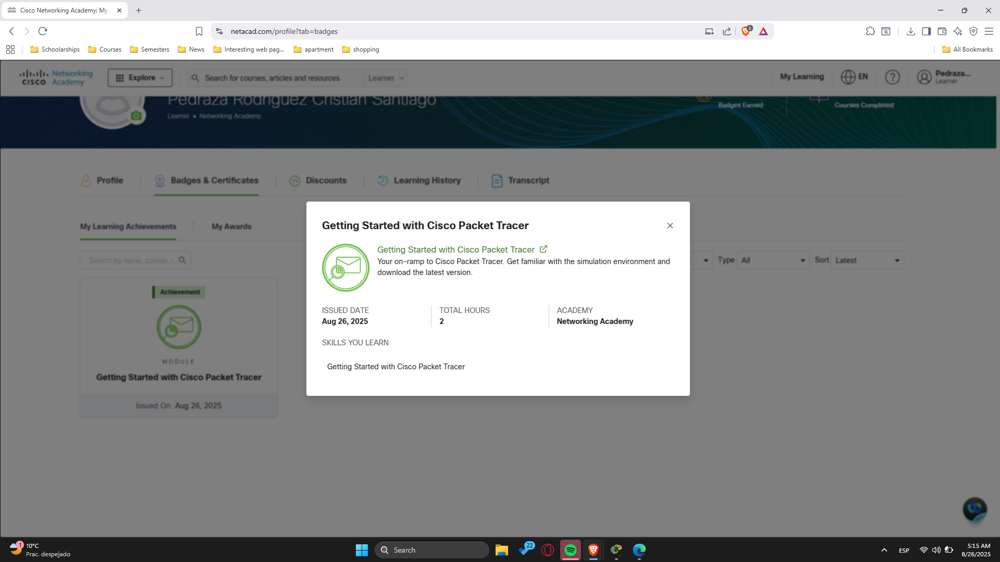 Cisco Networking Academy: My
netacad.com/profile?tab=badges
2
Schoolarships
Courses
Semesters
News
Interesting web pag...
apartment
shopping
All Bookmarks
CISCO
Networking
Academy
Explore
Search for courses, articles and resources
Learner
My Learning
EN
Pedraza...
Learner
Pedraza Rodriguez Cristian Santiago
Learner • Networking Academy
Badges Earned
Courses Completed
Profile
Badges & Certificates
Discounts
Learning History
Transcript
My Learning Achievements
My Awards
Search by name, course,
Type
All
Sort
Latest
Achievement
MODULE
Getting Started with Cisco Packet Tracer
Issued On: Aug 26, 2025
Getting Started with Cisco Packet Tracer
Getting Started with Cisco Packet Tracer
Your on-ramp to Cisco Packet Tracer. Get familiar with the simulation environment and
download the latest version.
ISSUED DATE
Aug 26, 2025
TOTAL HOURS
2
ACADEMY
Networking Academy
SKILLS YOU LEARN
Getting Started with Cisco Packet Tracer
1
10°C
Prac. despejado
Search
22
ESP
5:15 AM
8/26/2025